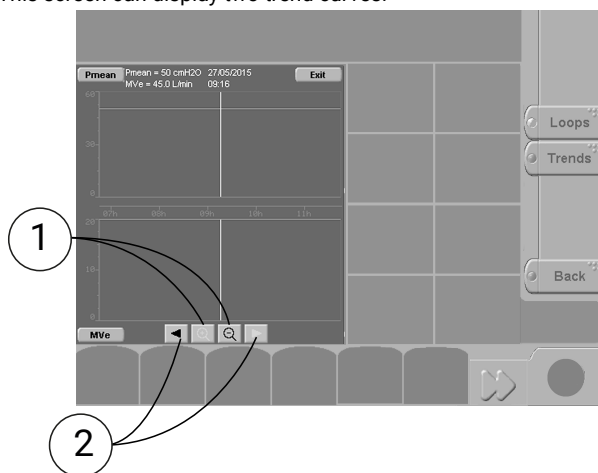 This screen can display two trend curves.
Pmean
Pmean = 50 cmH2O 27/05/2015
MVe = 45.0 L/min 09:16
Exit
60
30
0
07h 08h 09h 10h 11h
20
10
0
MVe
Loops
Trends
Back
1
2